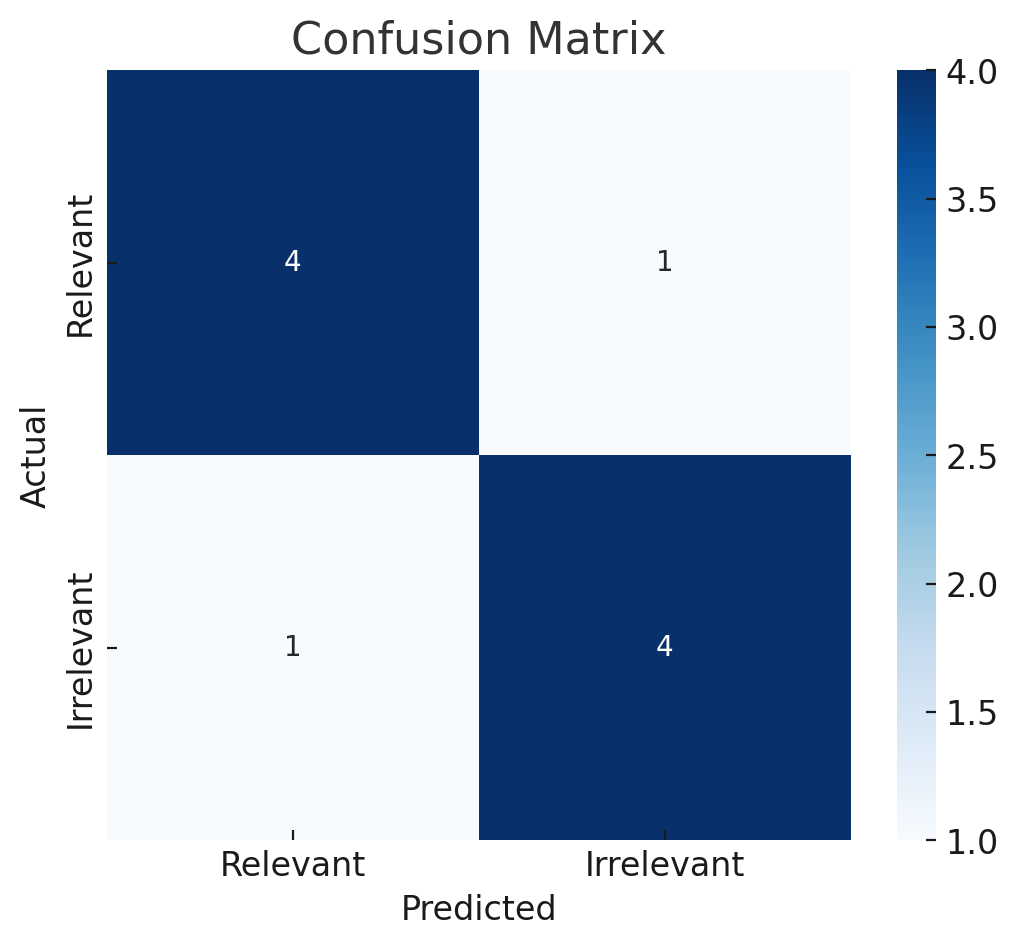 Confusion Matrix
Actual
Relevant
Irrelevant
4
1
1
4
Relevant
Irrelevant
Predicted
4.0
3.5
3.0
2.5
2.0
1.5
1.0